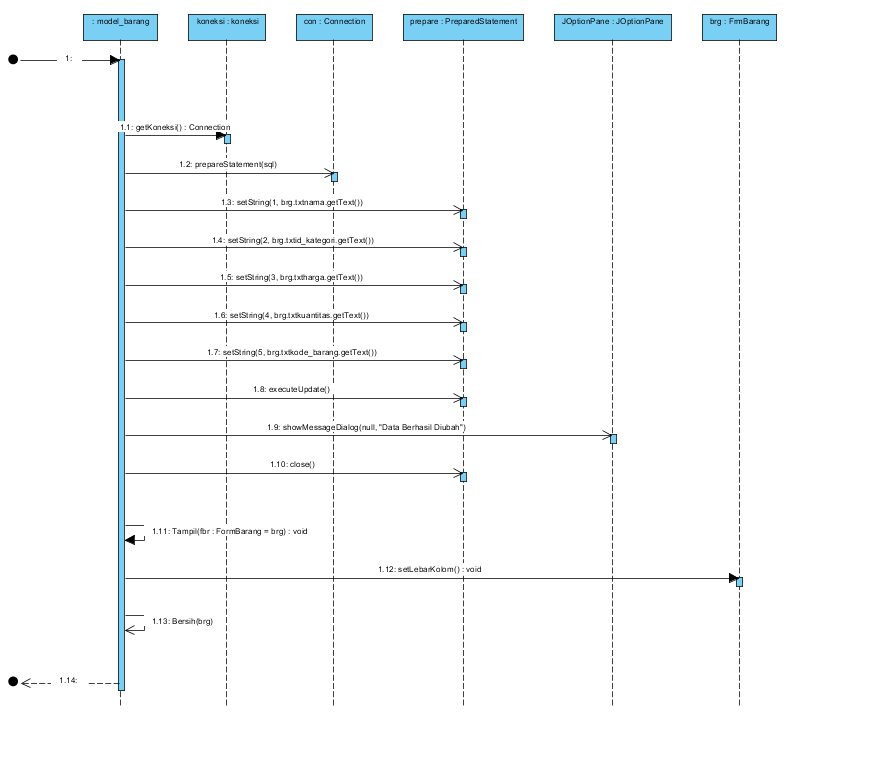 : model_barang
koneksi : koneksi
con : Connection
prepare : PreparedStatement
JOptionPane : JOptionPane
brg : FrmBarang
1:
1.1: getKoneksi() : Connection
1.2: prepareStatement(sql)
1.3: setString(1, brg.txtnama.getText())
1.4: setString(2, brg.txtid_kategori.getText())
1.5: setString(3, brg.txtharga.getText())
1.6: setString(4, brg.txtkuantitas.getText())
1.7: setString(5, brg.txtkode_barang.getText())
1.8: executeUpdate()
1.9: showMessageDialog(null, "Data Berhasil Diubah")
1.10: close()
1.11: Tampil(fbr : FormBarang = brg) : void
1.12: setLebarKolom() : void
1.13: Bersih(brg)
1.14: